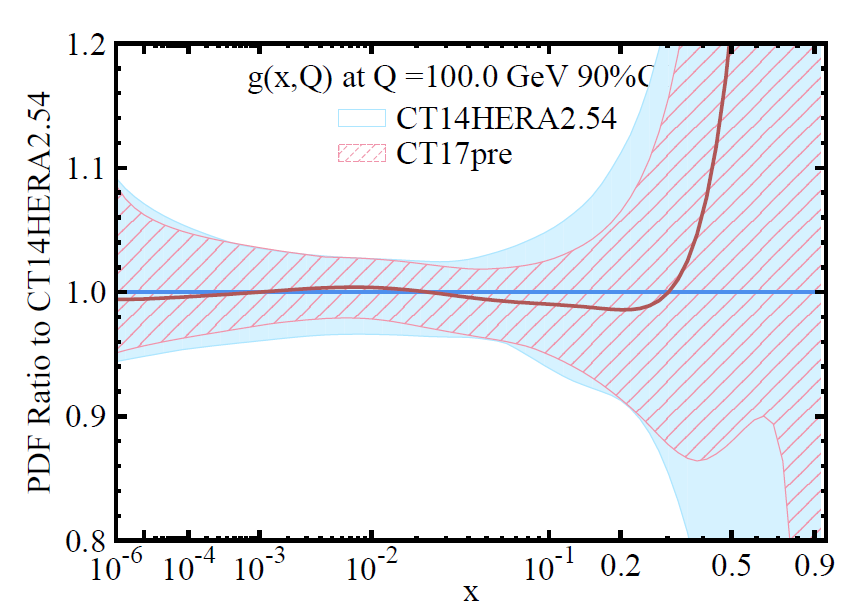 g(x,Q) at Q =100.0 GeV 90%C
CT14HERA2.54
CT17pre
PDF Ratio to CT14HERA2.54
1.2
1.1
1.0
0.9
0.8
10-6 10-4 10-3 10-2 10-1 0.2 0.5 0.9
x